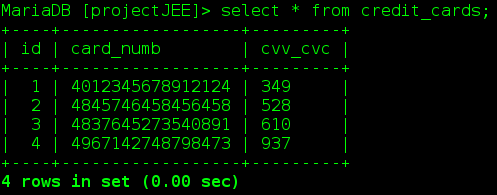 MariaDB [projectJEE]> select * from credit_cards;
+----+------------------+---------+
| id | card_numb | cvv_cvc |
+----+------------------+---------+
| 1 | 4012345678912124 | 349 |
| 2 | 4845746458456458 | 528 |
| 3 | 4837645273540891 | 610 |
| 4 | 4967142748798473 | 937 |
+----+------------------+---------+
4 rows in set (0.00 sec)